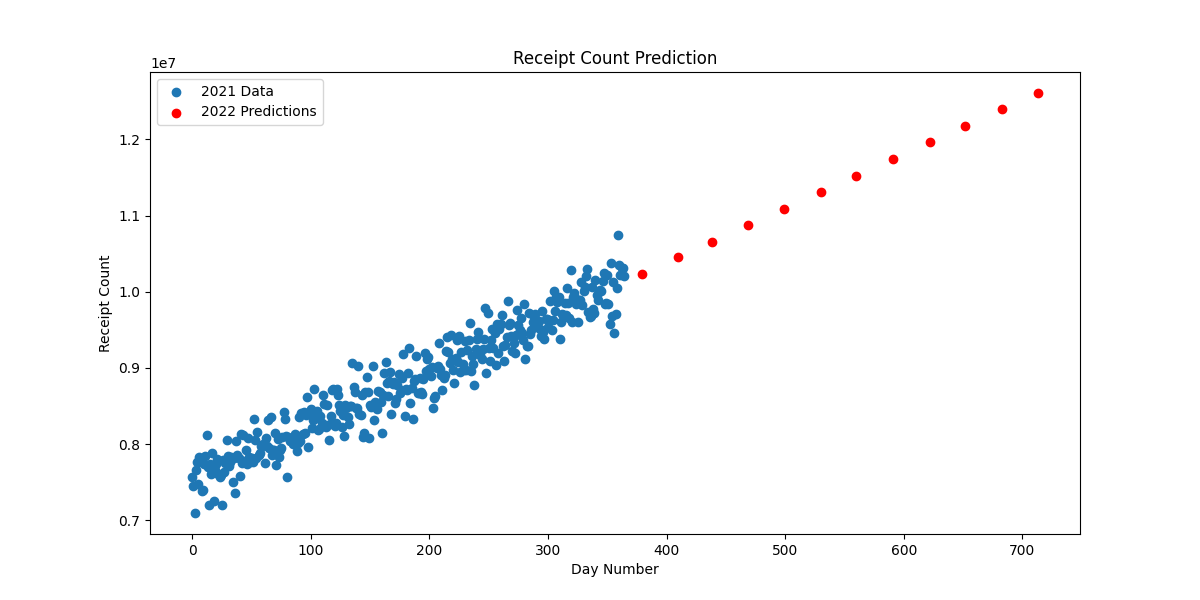 Receipt Count Prediction
1e7
2021 Data
2022 Predictions
1.2
1.1
1.0
0.9
0.8
0.7
Receipt Count
0 100 200 300 400 500 600 700
Day Number